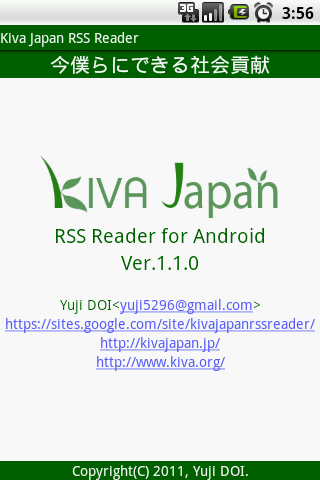 3G
3:56
Kiva Japan RSS Reader
今僕らにできる社会貢献
KIVA Japan
RSS Reader for Android
Ver.1.1.0
Yuji DOI<yuji5296@gmail.com>
https://sites.google.com/site/kivajapanrssreader/
http://kivajapan.jp/
http://www.kiva.org/
Copyright(C) 2011, Yuji DOI.